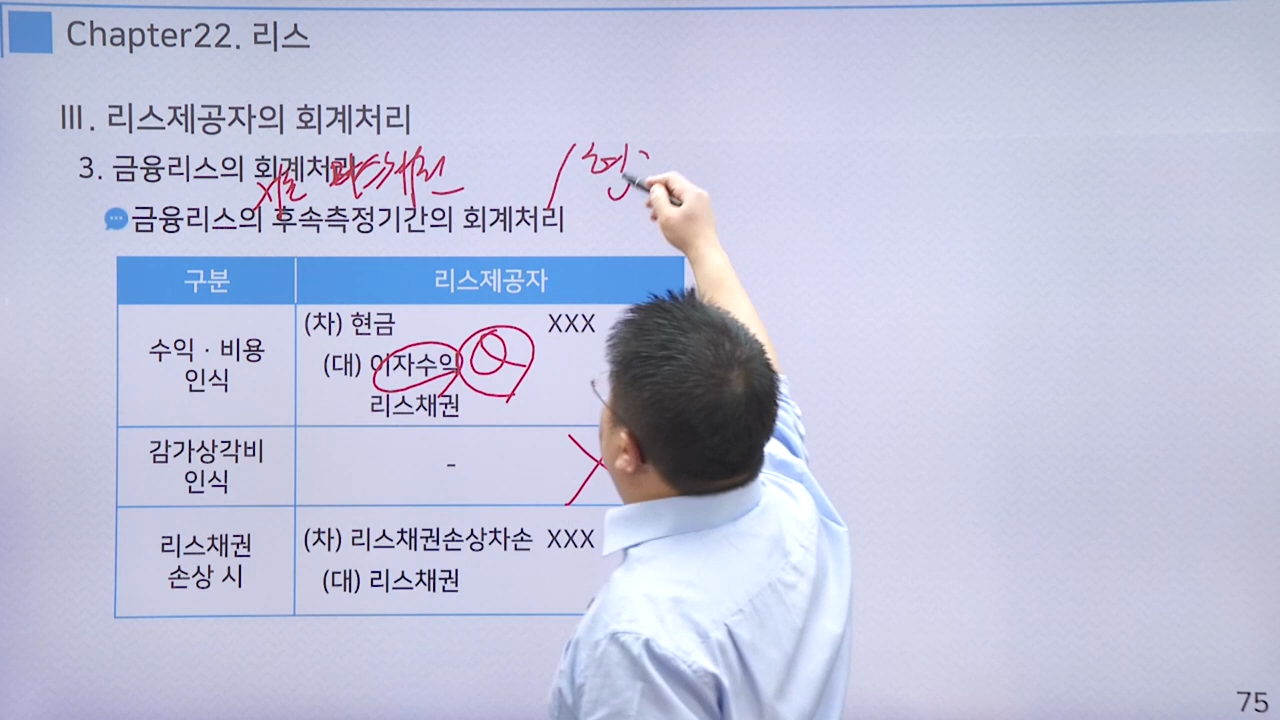 Chapter22. 리스
III. 리스제공자의 회계처리
3. 금융리스의 회계처리
금융리스의 후속측정기간의 회계처리
구분 리스제공자
수익·비용 인식
(차) 현금 XXX
(대) 이자수익
리스채권
감가상각비 인식
-
리스채권 손상 시
(차) 리스채권손상차손 XXX
(대) 리스채권
75